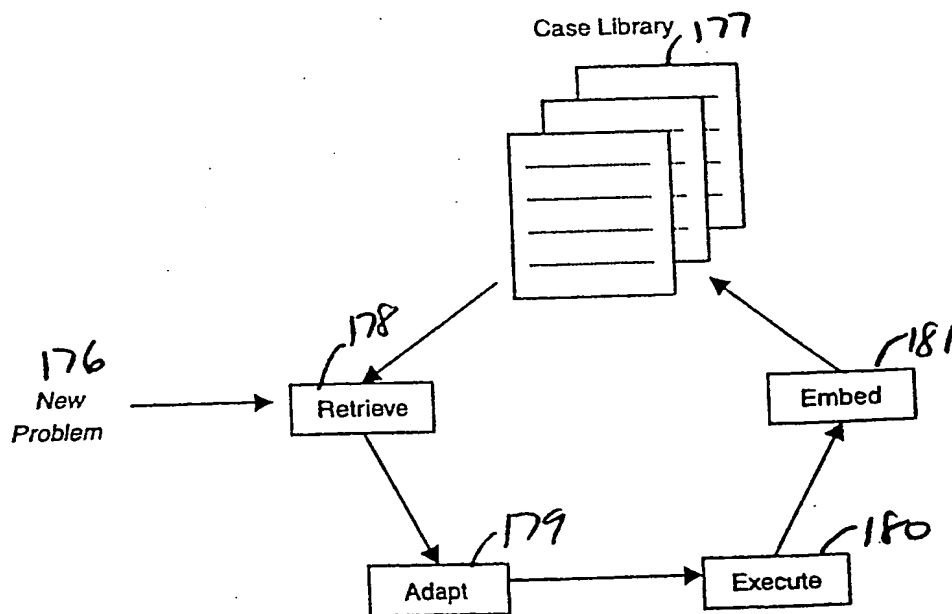 Case Library
177
178
176
New
Problem
Retrieve
181
Embed
179
Adapt
180
Execute